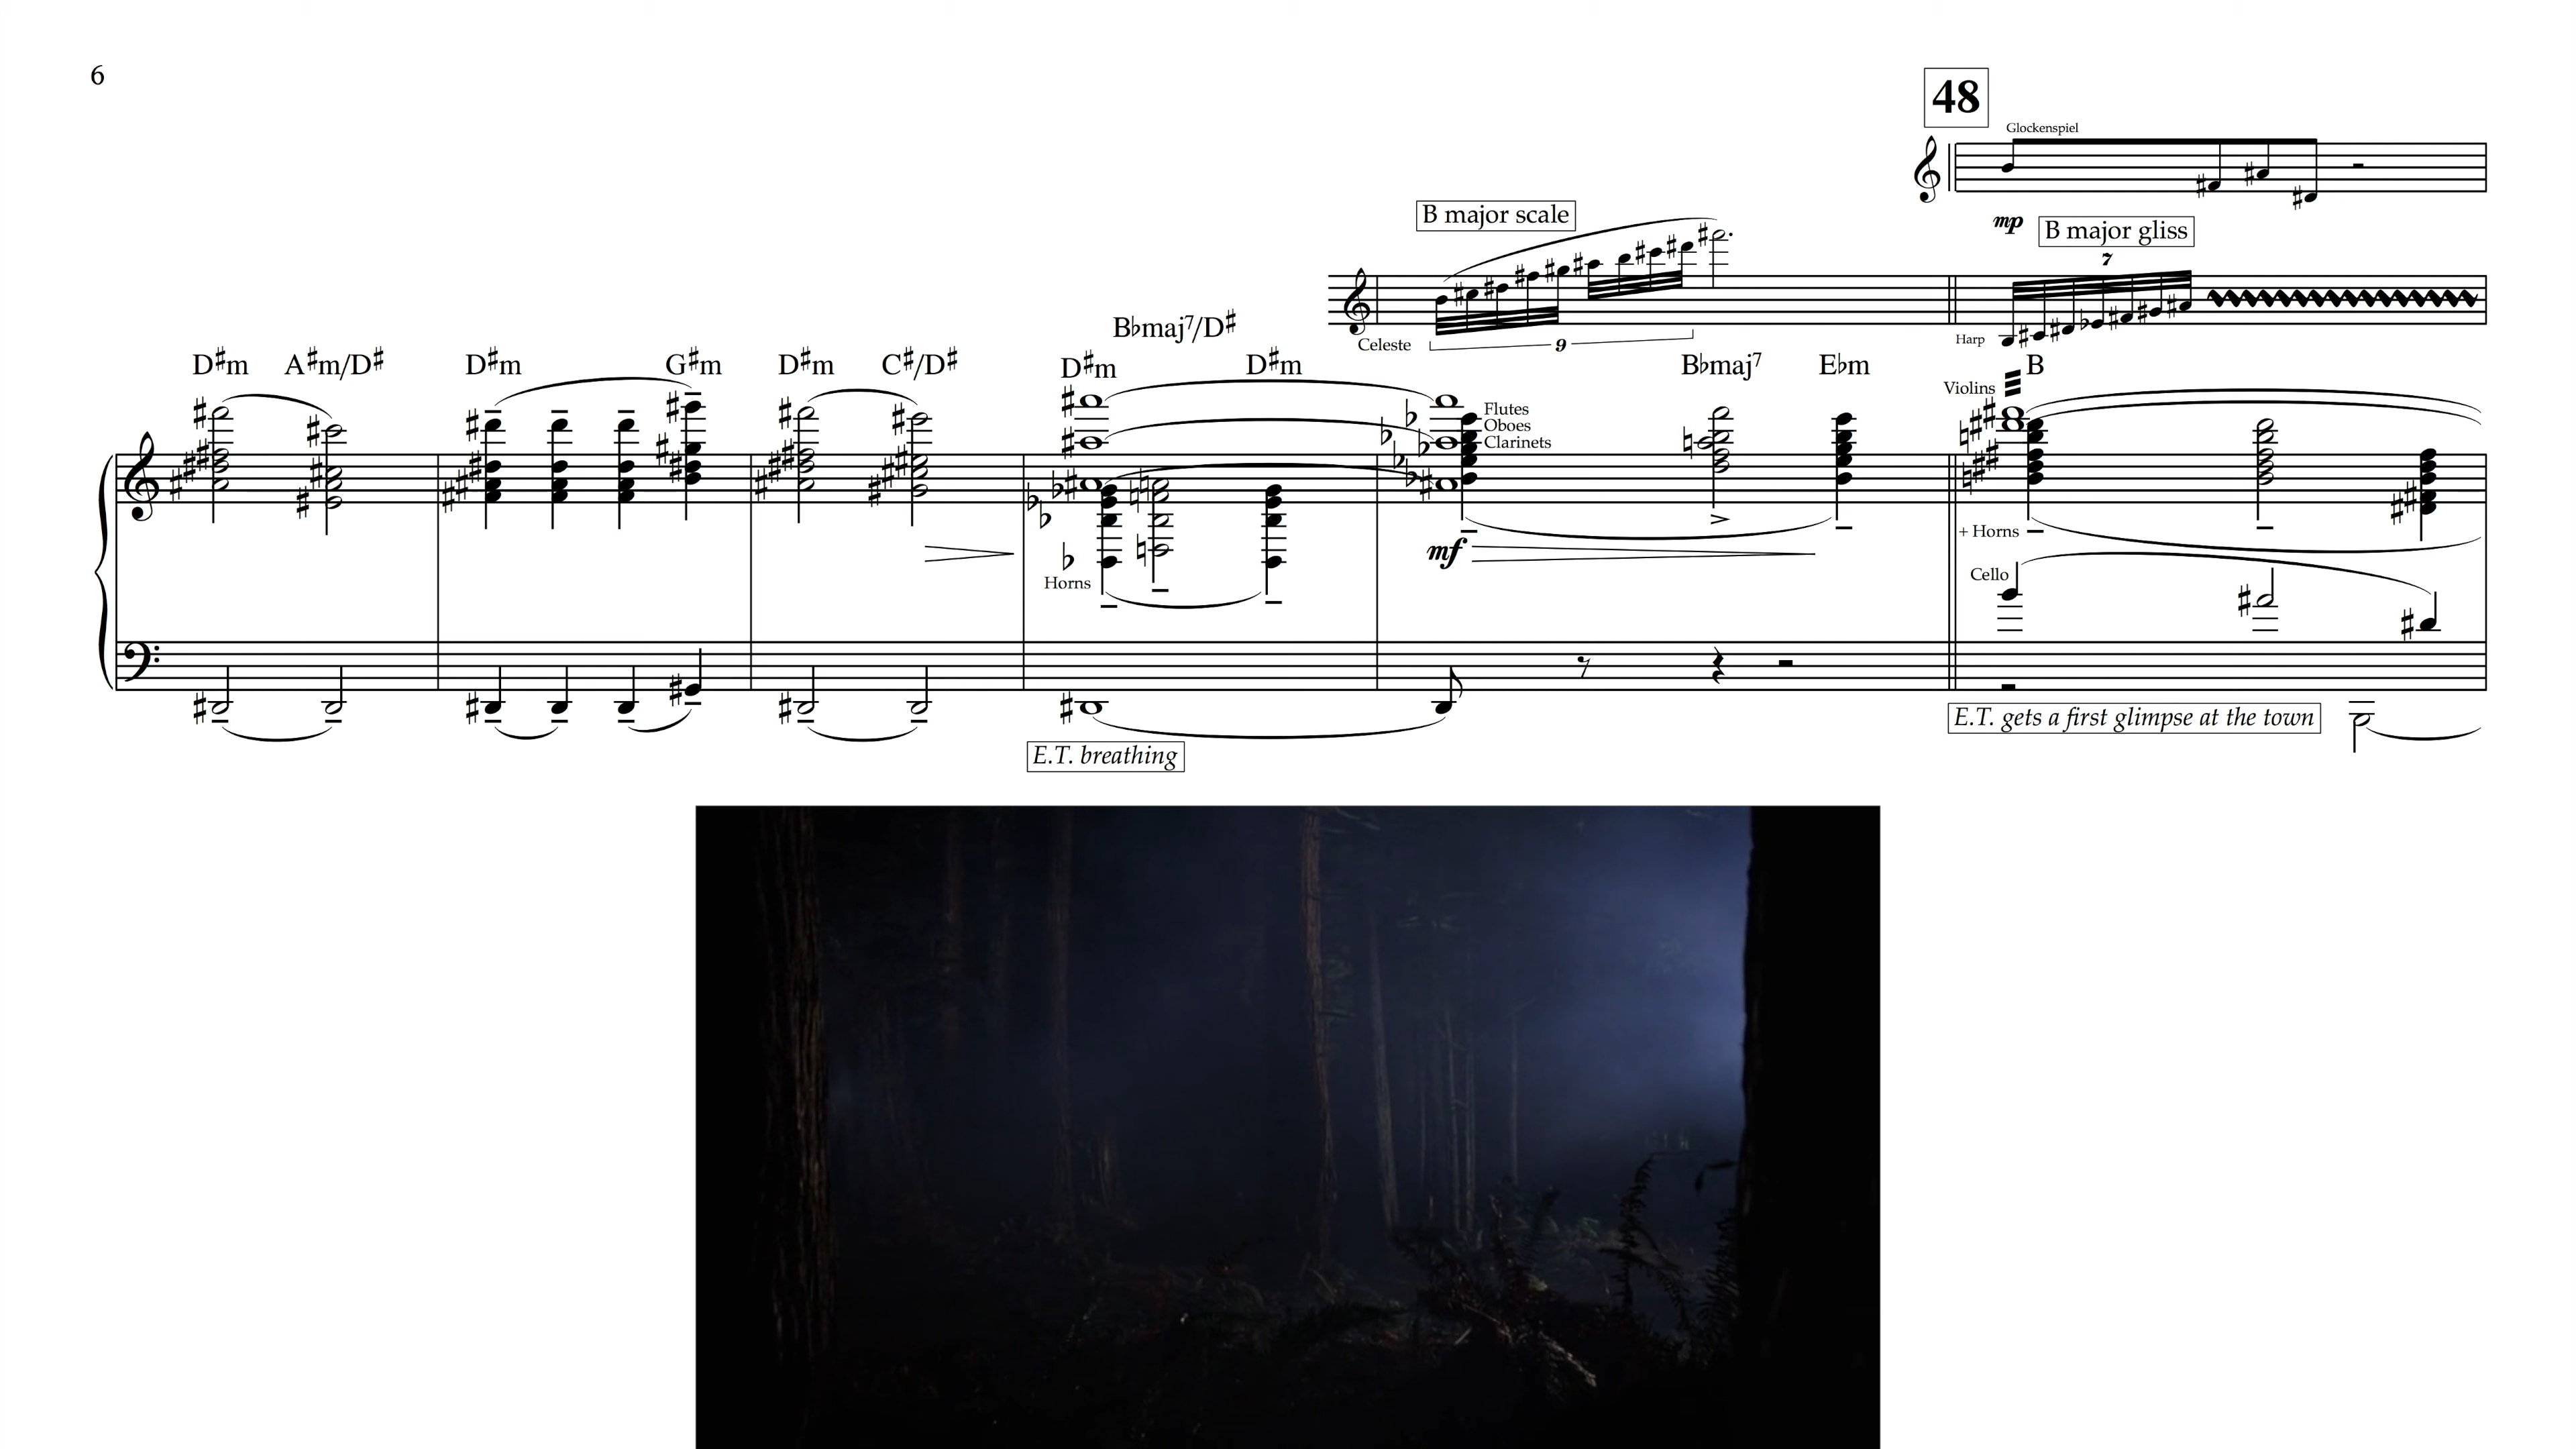 6
48
Glockenspiel
mp
B major scale
B major gliss
7
Celeste
9
Harp
B♭maj7/D♯
D♯m A♯m/D♯ D♯m G♯m D♯m C♯/D♯ D♯m D♯m B♭maj7 E♭m B
Violins
Flutes
Oboes
Clarinets
+ Horns
mf
Horns
Cello
E.T. gets a first glimpse at the town
E.T. breathing